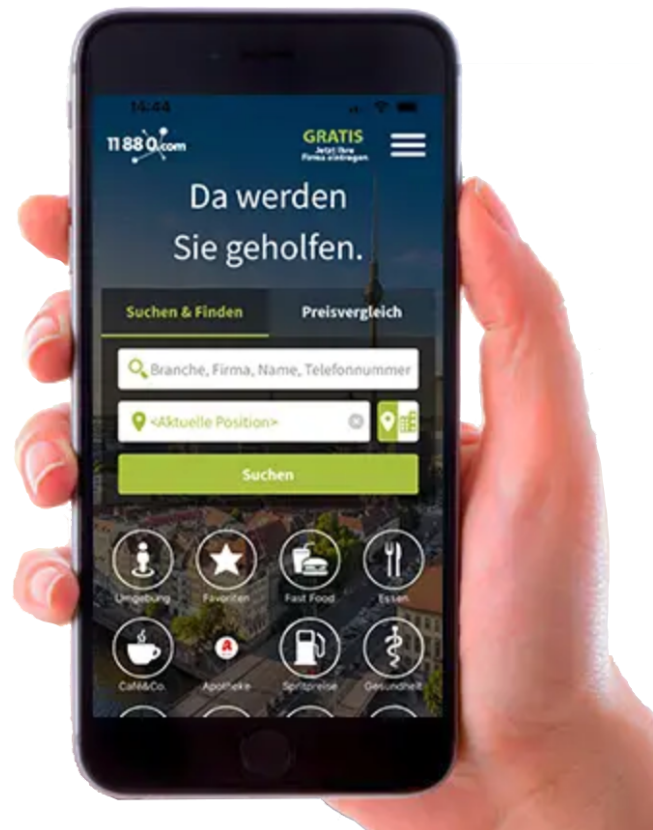 14:44
11880.com
GRATIS
Jetzt Ihre
Firma eintragen
Da werden
Sie geholfen.
Suchen & Finden
Preisvergleich
Branche, Firma, Name, Telefonnummer
<Aktuelle Position>
Suchen
Umgebung
Favoriten
Fast Food
Essen
Café&Co.
Apotheke
Spritpreise
Gesundheit